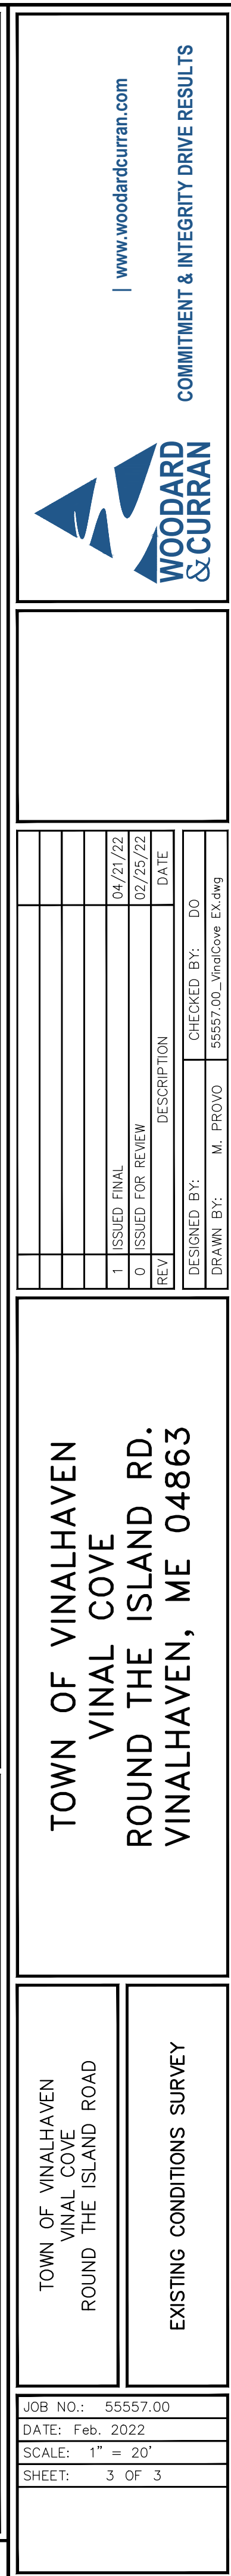 | www.woodardcurran.com
COMMITMENT & INTEGRITY DRIVE RESULTS
WOODARD
&CURRAN
1 ISSUED FINAL 04/21/22
0 ISSUED FOR REVIEW 02/25/22
REV DESCRIPTION DATE
DESIGNED BY: CHECKED BY: DO
DRAWN BY: M. PROVO 55557.00_VinalCove EX.dwg
TOWN OF VINALHAVEN
VINAL COVE
ROUND THE ISLAND RD.
VINALHAVEN, ME 04863
TOWN OF VINALHAVEN
VINAL COVE
ROUND THE ISLAND ROAD
EXISTING CONDITIONS SURVEY
JOB NO.: 55557.00
DATE: Feb. 2022
SCALE: 1" = 20'
SHEET: 3 OF 3